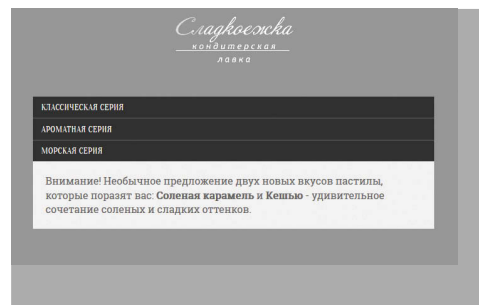 Сладкоежка
кондитерская
лавка
КЛАССИЧЕСКАЯ СЕРИЯ
АРОМАТНАЯ СЕРИЯ
МОРСКАЯ СЕРИЯ
Внимание! Необычное предложение двух новых вкусов пастилы,
которые поразят вас: Соленая карамель и Кешью - удивительное
сочетание соленых и сладких оттенков.